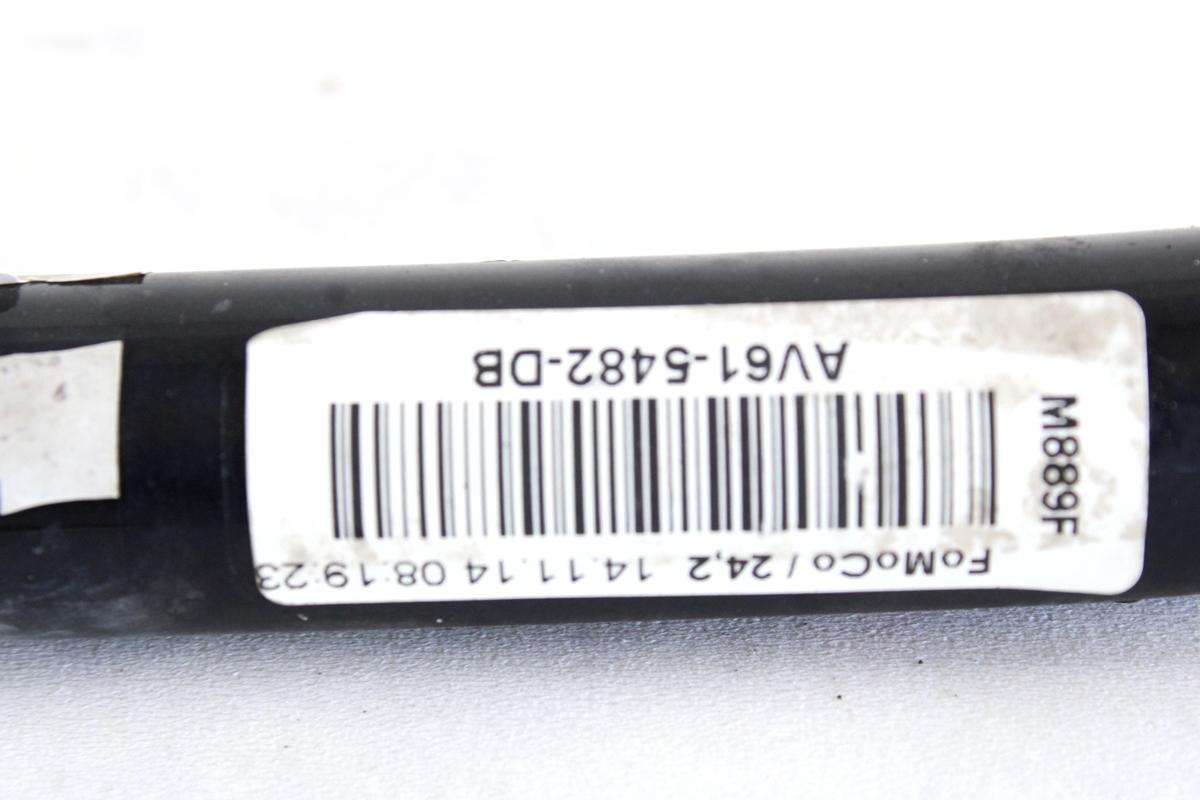 FoMoCo / 24,2 14.11.14 08:19:23
AV61-5482-DB
M889F